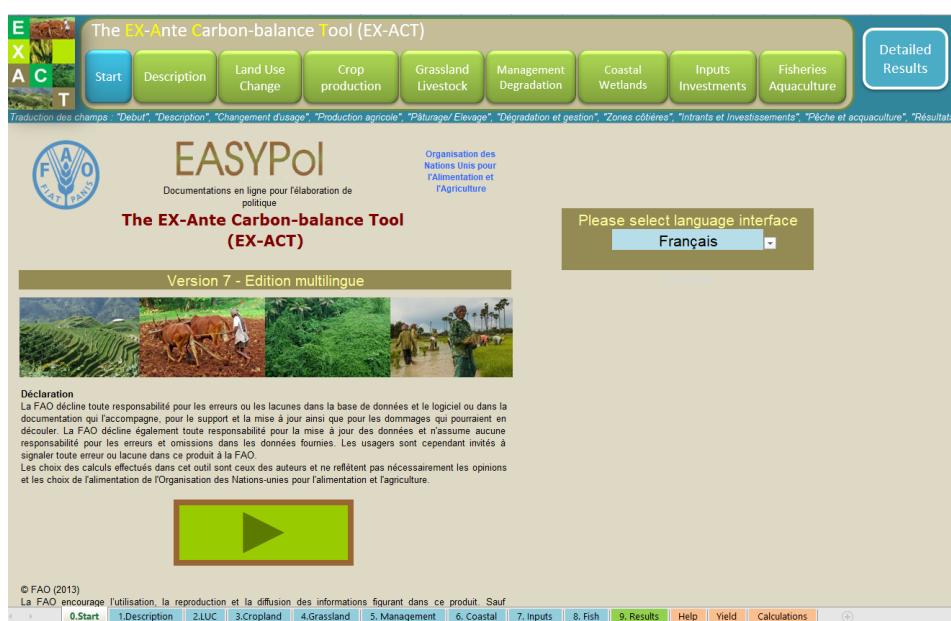 E
X
A C
T
The EX-Ante Carbon-balance Tool (EX-ACT)
Start
Description
Land Use
Change
Crop
production
Grassland
Livestock
Management
Degradation
Coastal
Wetlands
Inputs
Investments
Fisheries
Aquaculture
Detailed
Results
Traduction des champs : "Debut", "Description", "Changement d'usage", "Production agricole", "Pâturage/ Elevage", "Dégradation et gestion", "Zones côtières", "Intrants et Investissements", "Pêche et acquaculture", "Résultats
FAO
FIAT PANIS
EASYPol
Documentations en ligne pour l'élaboration de
politique
Organisation des
Nations Unis pour
l'Alimentation et
l'Agriculture
The EX-Ante Carbon-balance Tool
(EX-ACT)
Please select language interface
Français
Version 7 - Edition multilingue
Déclaration
La FAO décline toute responsabilité pour les erreurs ou les lacunes dans la base de données et le logiciel ou dans la
documentation qui l'accompagne, pour le support et la mise à jour ainsi que pour les dommages qui pourraient en
découler. La FAO décline également toute responsabilité pour la mise à jour des données et n'assume aucune
responsabilité pour les erreurs et omissions dans les données fournies. Les usagers sont cependant invités à
signaler toute erreur ou lacune dans ce produit à la FAO.
Les choix des calculs effectués dans cet outil sont ceux des auteurs et ne reflètent pas nécessairement les opinions
et les choix de l'alimentation de l'Organisation des Nations-unies pour l'alimentation et l'agriculture.
© FAO (2013)
La FAO encourage l'utilisation, la reproduction et la diffusion des informations figurant dans ce produit. Sauf
0.Start
1.Description
2.LUC
3.Cropland
4.Grassland
5. Management
6. Coastal
7. Inputs
8. Fish
9. Results
Help
Yield
Calculations